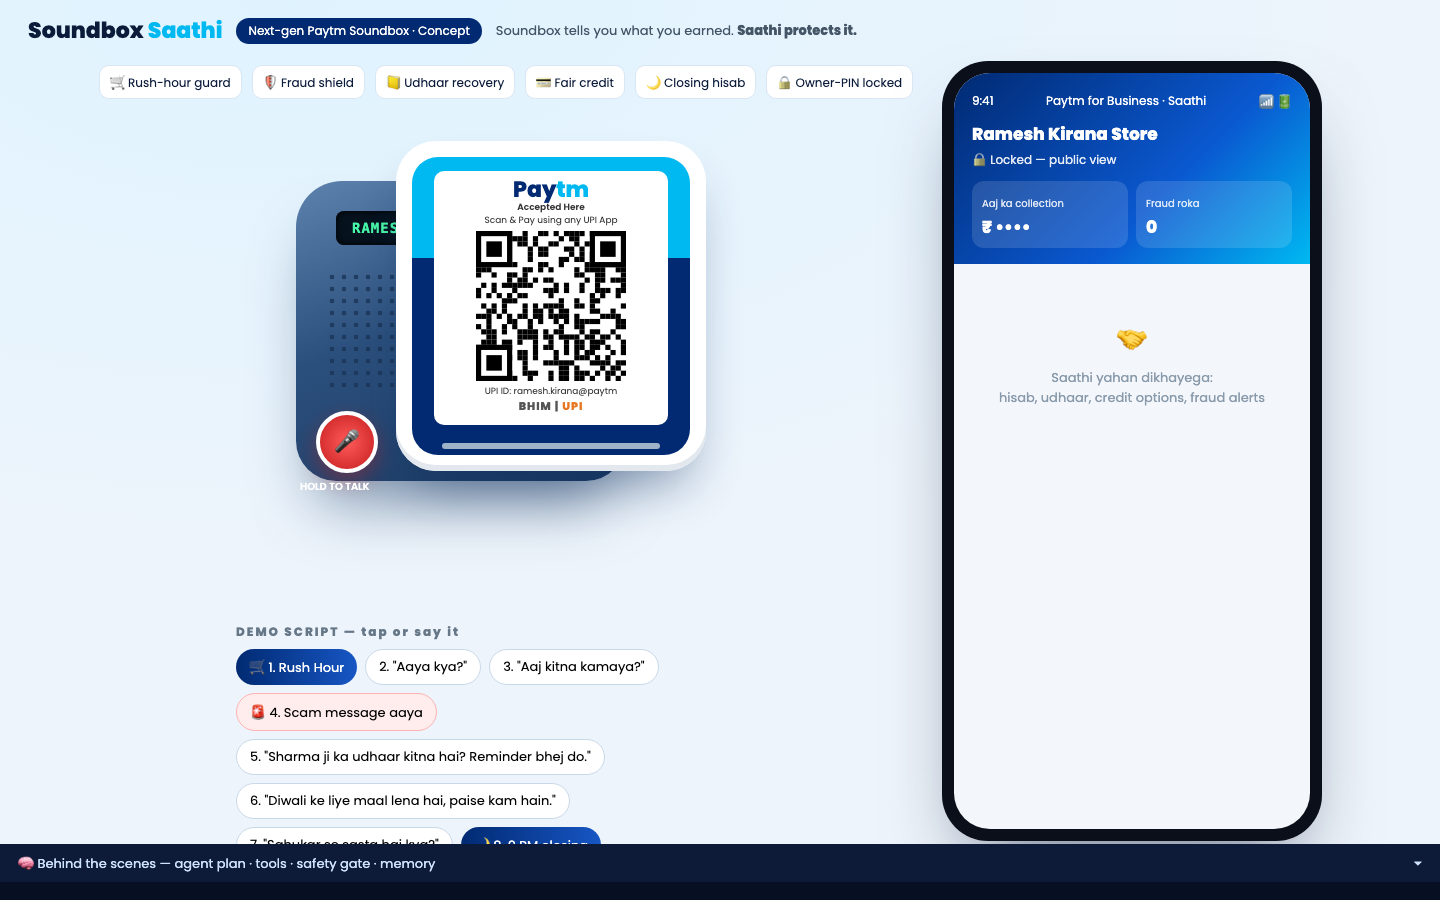 Soundbox Saathi
Next-gen Paytm Soundbox · Concept
Soundbox tells you what you earned. Saathi protects it.
Rush-hour guard
Fraud shield
Udhaar recovery
Fair credit
Closing hisab
Owner-PIN locked
RAMES
Paytm
Accepted Here
Scan & Pay using any UPI App
UPI ID: ramesh.kirana@paytm
BHIM | UPI
HOLD TO TALK
DEMO SCRIPT — tap or say it
1. Rush Hour
2. "Aaya kya?"
3. "Aaj kitna kamaya?"
4. Scam message aaya
5. "Sharma ji ka udhaar kitna hai? Reminder bhej do."
6. "Diwali ke liye maal lena hai, paise kam hain."
7. "Sahukar se sasta hai kya?"
9:41
Paytm for Business · Saathi
Ramesh Kirana Store
Locked — public view
Aaj ka collection
₹ ••••
Fraud roka
0
Saathi yahan dikhayega:
hisab, udhaar, credit options, fraud alerts
Behind the scenes — agent plan · tools · safety gate · memory